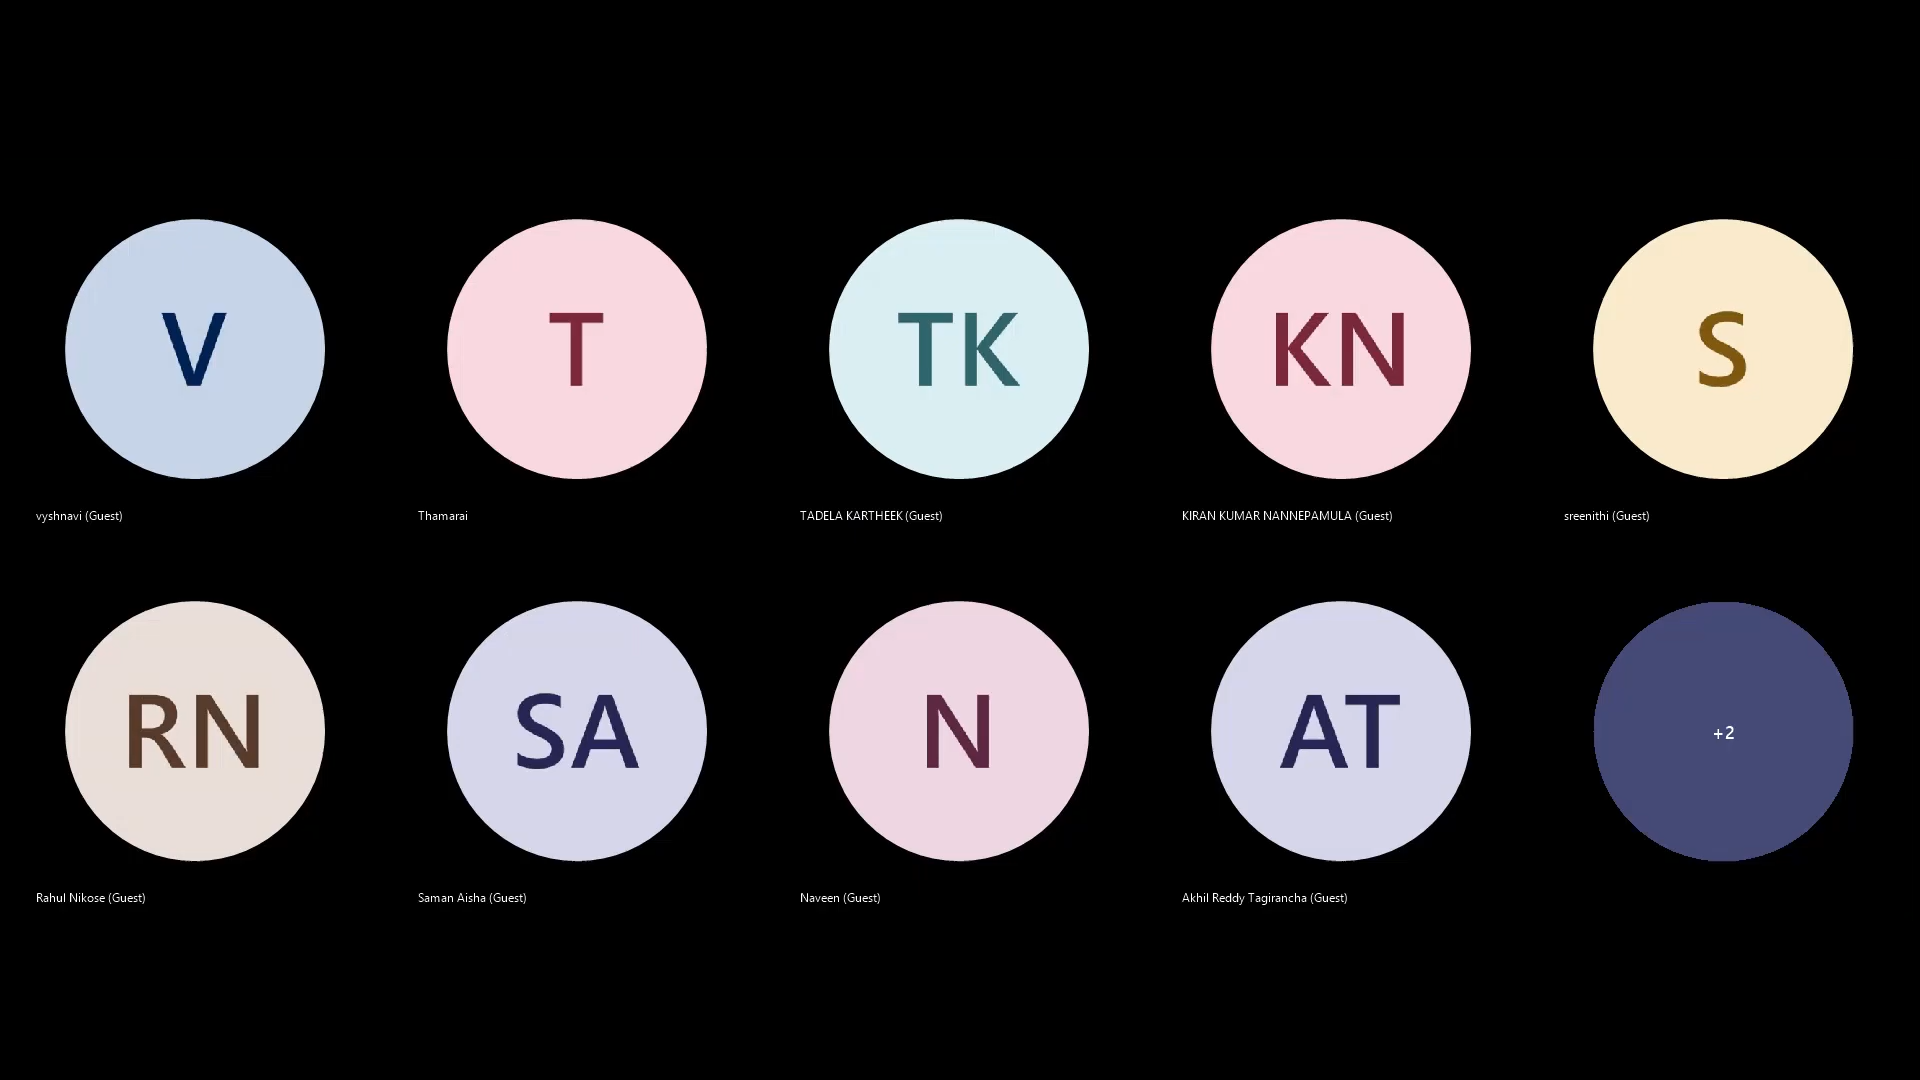 V
T
TK
KN
S
vyshnavi (Guest)
Thamarai
TADELA KARTHEEK (Guest)
KIRAN KUMAR NANNEPAMULA (Guest)
sreenithi (Guest)
RN
SA
N
AT
+2
Rahul Nikose (Guest)
Saman Aisha (Guest)
Naveen (Guest)
Akhil Reddy Tagirancha (Guest)